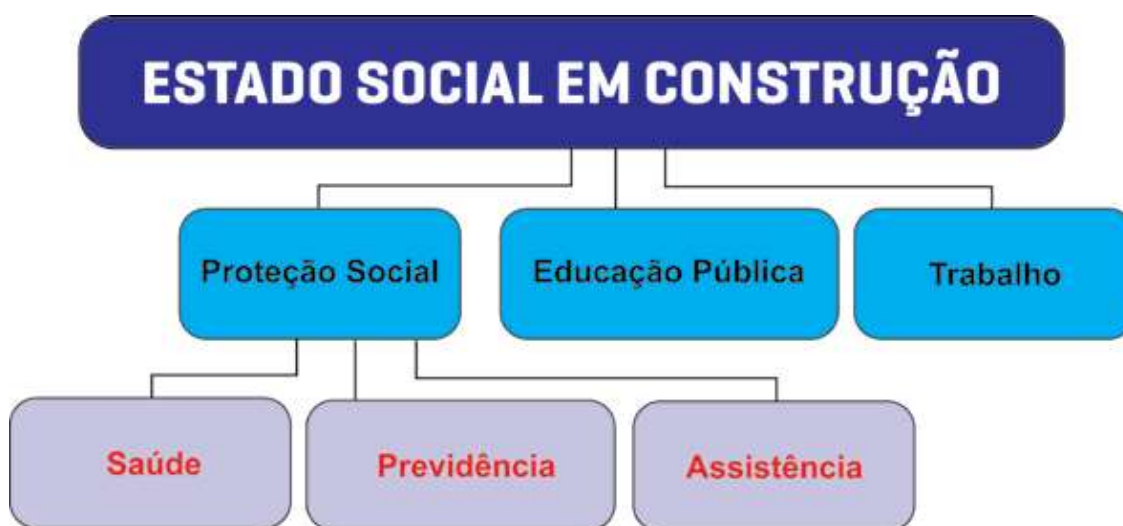 ESTADO SOCIAL EM CONSTRUÇÃO
Proteção Social
Educação Pública
Trabalho
Saúde
Previdência
Assistência